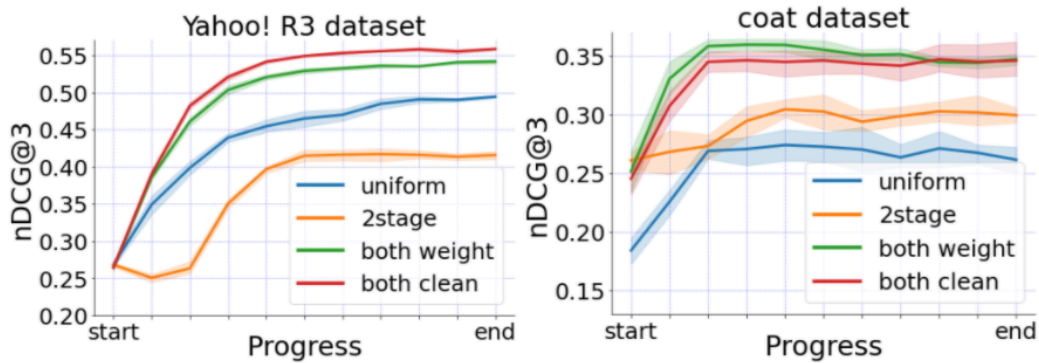 Yahoo! R3 dataset
nDCG@3
0.55
0.50
0.45
0.40
0.35
0.30
0.25
0.20
uniform
2stage
both weight
both clean
start
end
Progress
coat dataset
nDCG@3
0.35
0.30
0.25
0.20
0.15
uniform
2stage
both weight
both clean
start
end
Progress